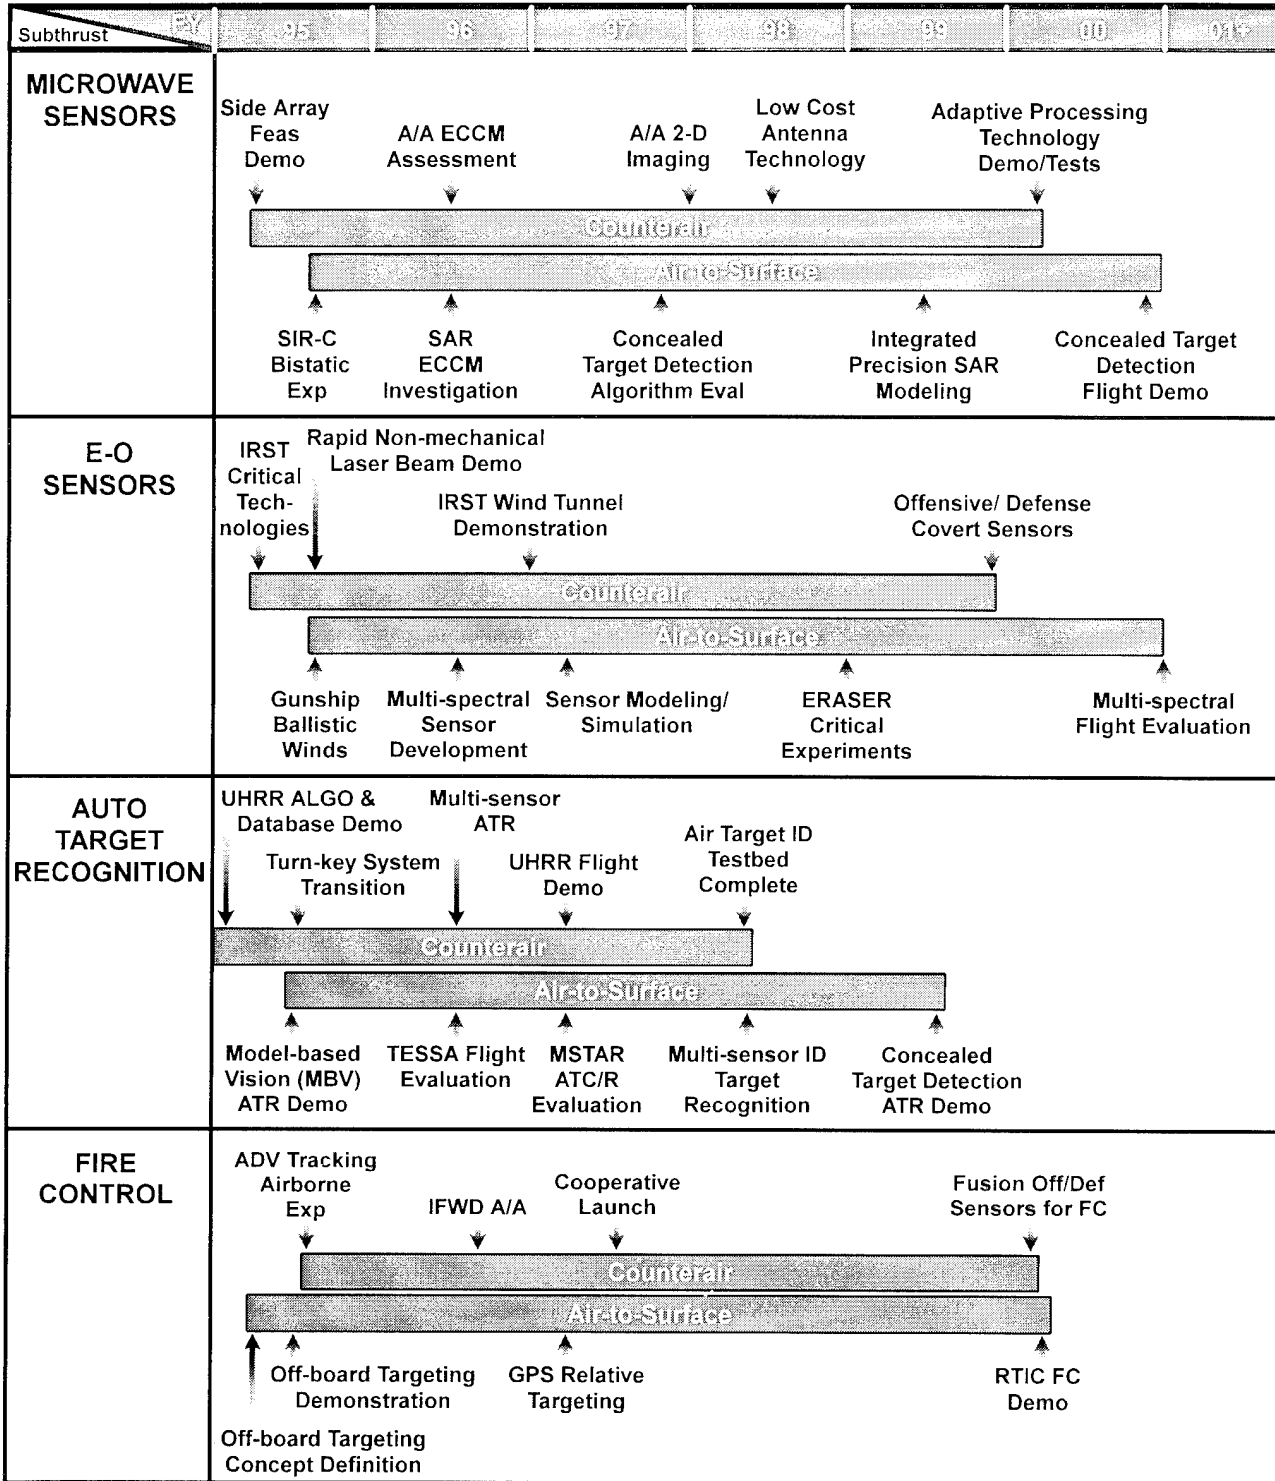 Subthrust FY 95 96 97 98 99 00 01+
MICROWAVE
SENSORS
Side Array
Feas
Demo
A/A ECCM
Assessment
A/A 2-D
Imaging
Low Cost
Antenna
Technology
Adaptive Processing
Technology
Demo/Tests
Counterair
Air-to-Surface
SIR-C
Bistatic
Exp
SAR
ECCM
Investigation
Concealed
Target Detection
Algorithm Eval
Integrated
Precision SAR
Modeling
Concealed Target
Detection
Flight Demo
E-O
SENSORS
IRST
Critical
Tech-
nologies
Rapid Non-mechanical
Laser Beam Demo
IRST Wind Tunnel
Demonstration
Offensive/ Defense
Covert Sensors
Counterair
Air-to-Surface
Gunship
Ballistic
Winds
Multi-spectral
Sensor
Development
Sensor Modeling/
Simulation
ERASER
Critical
Experiments
Multi-spectral
Flight Evaluation
AUTO
TARGET
RECOGNITION
UHRR ALGO &
Database Demo
Turn-key System
Transition
Multi-sensor
ATR
UHRR Flight
Demo
Air Target ID
Testbed
Complete
Counterair
Air-to-Surface
Model-based
Vision (MBV)
ATR Demo
TESSA Flight
Evaluation
MSTAR
ATC/R
Evaluation
Multi-sensor ID
Target
Recognition
Concealed
Target Detection
ATR Demo
FIRE
CONTROL
ADV Tracking
Airborne
Exp
IFWD A/A
Cooperative
Launch
Fusion Off/Def
Sensors for FC
Counterair
Air-to-Surface
Off-board Targeting
Demonstration
GPS Relative
Targeting
RTIC FC
Demo
Off-board Targeting
Concept Definition